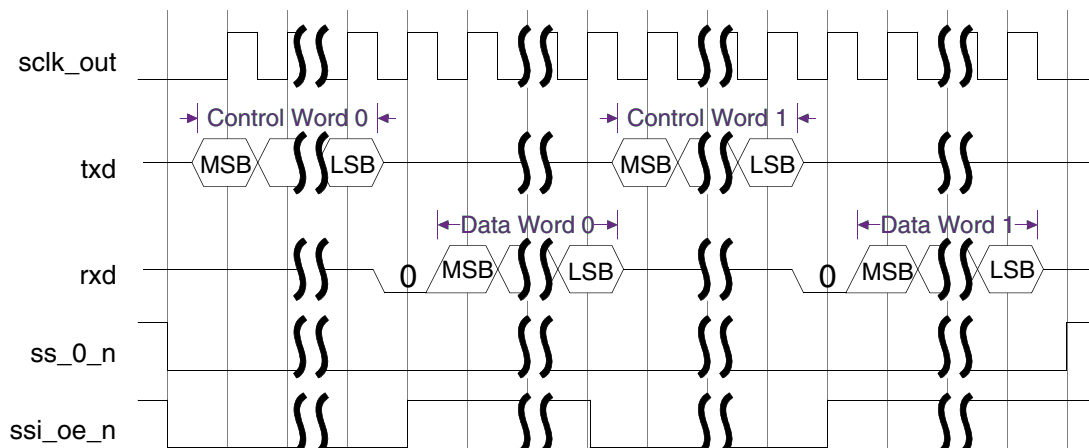 sclk_out
Control Word 0
Control Word 1
txd
MSB
LSB
MSB
LSB
Data Word 0
Data Word 1
rxd
0
MSB
LSB
0
MSB
LSB
ss_0_n
ssi_oe_n